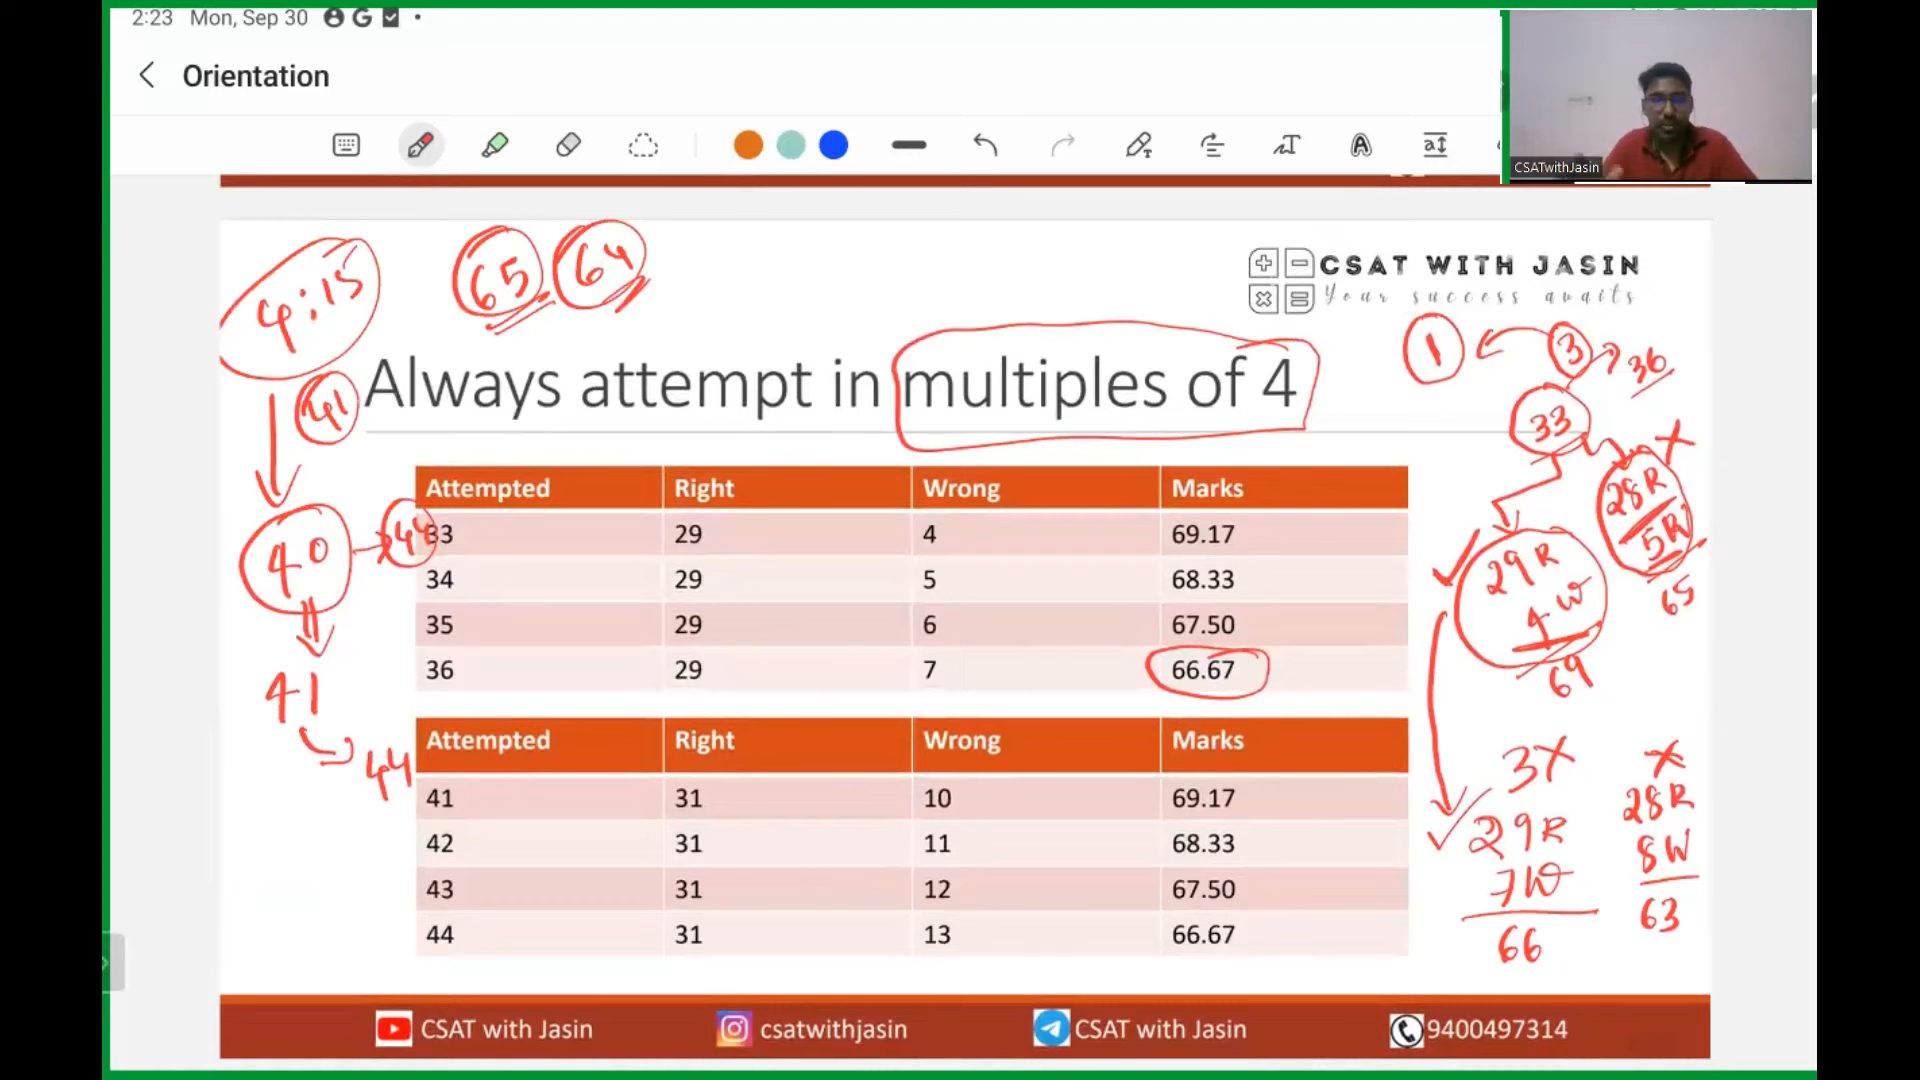 2:23 Mon, Sep 30
Orientation
CSATwithJasin
4:15
65
64
CSAT WITH JASIN
Your success awaits
Always attempt in multiples of 4
41
40
44
41
44
1
3
36
33
28R
5W
65
29R
4W
69
3X
29R
7W
66
X
28R
8W
63
Attempted Right Wrong Marks
33 29 4 69.17
34 29 5 68.33
35 29 6 67.50
36 29 7 66.67
Attempted Right Wrong Marks
41 31 10 69.17
42 31 11 68.33
43 31 12 67.50
44 31 13 66.67
CSAT with Jasin csatwithjasin CSAT with Jasin 9400497314